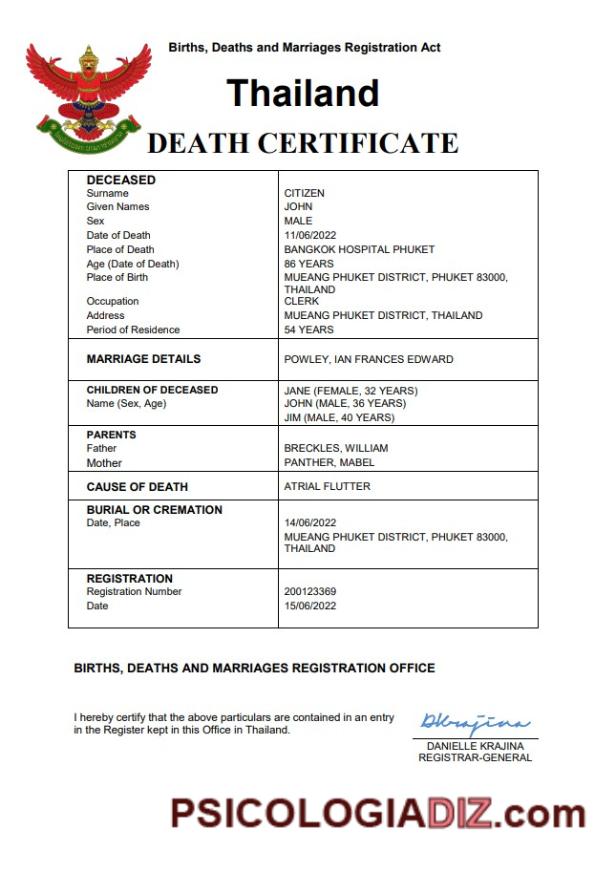 Births, Deaths and Marriages Registration Act
Thailand
DEATH CERTIFICATE
DECEASED
Surname CITIZEN
Given Names JOHN
Sex MALE
Date of Death 11/06/2022
Place of Death BANGKOK HOSPITAL PHUKET
Age (Date of Death) 86 YEARS
Place of Birth MUEANG PHUKET DISTRICT, PHUKET 83000,
THAILAND
Occupation CLERK
Address MUEANG PHUKET DISTRICT, THAILAND
Period of Residence 54 YEARS
MARRIAGE DETAILS POWLEY, IAN FRANCES EDWARD
CHILDREN OF DECEASED JANE (FEMALE, 32 YEARS)
Name (Sex, Age) JOHN (MALE, 36 YEARS)
JIM (MALE, 40 YEARS)
PARENTS
Father BRECKLES, WILLIAM
Mother PANTHER, MABEL
CAUSE OF DEATH ATRIAL FLUTTER
BURIAL OR CREMATION
Date, Place 14/06/2022
MUEANG PHUKET DISTRICT, PHUKET 83000,
THAILAND
REGISTRATION
Registration Number 200123369
Date 15/06/2022
BIRTHS, DEATHS AND MARRIAGES REGISTRATION OFFICE
I hereby certify that the above particulars are contained in an entry
in the Register kept in this Office in Thailand.
DKrajina
DANIELLE KRAJINA
REGISTRAR-GENERAL
PSICOLOGIADIZ.com